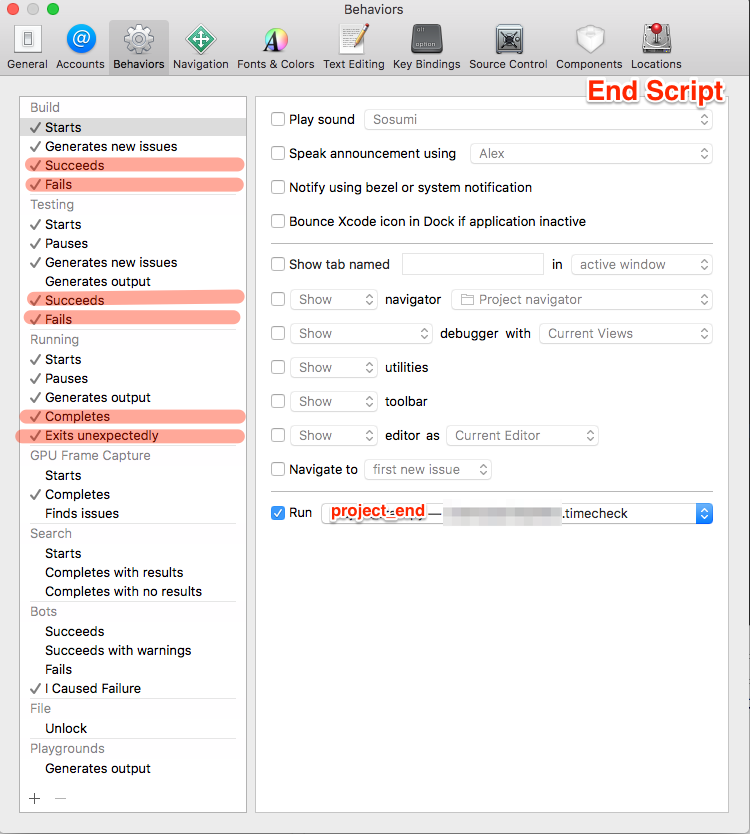 Behaviors
General Accounts Behaviors Navigation Fonts & Colors Text Editing Key Bindings Source Control Components Locations
End Script
Build
Starts
Generates new issues
Succeeds
Fails
Testing
Starts
Pauses
Generates new issues
Generates output
Succeeds
Fails
Running
Starts
Pauses
Generates output
Completes
Exits unexpectedly
GPU Frame Capture
Starts
Completes
Finds issues
Search
Starts
Completes with results
Completes with no results
Bots
Succeeds
Succeeds with warnings
Fails
I Caused Failure
File
Unlock
Playgrounds
Generates output
Play sound Sosumi
Speak announcement using Alex
Notify using bezel or system notification
Bounce Xcode icon in Dock if application inactive
Show tab named in active window
Show navigator Project navigator
Show debugger with Current Views
Show utilities
Show toolbar
Show editor as Current Editor
Navigate to first new issue
Run project_end — .timecheck